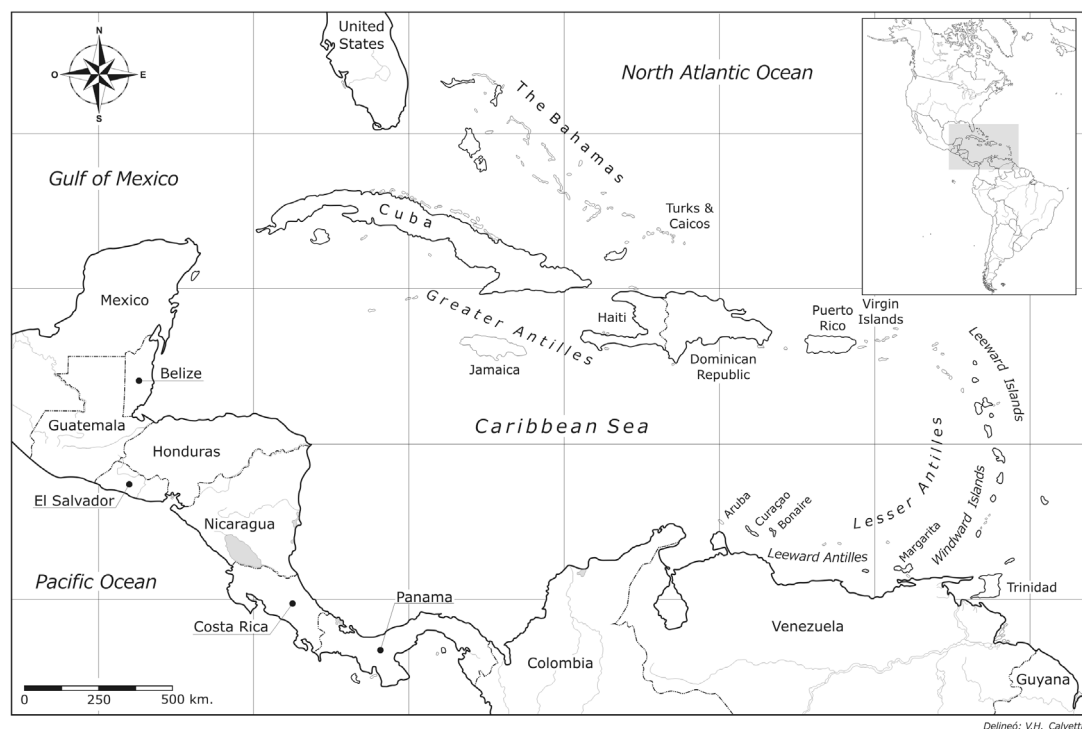 N
O
E
S
United
States
North Atlantic Ocean
The Bahamas
Gulf of Mexico
Cuba
Turks &
Caicos
Mexico
Greater Antilles
Haiti
Puerto
Rico
Virgin
Islands
Leeward Islands
Jamaica
Dominican
Republic
Belize
Guatemala
Caribbean Sea
Honduras
El Salvador
Lesser Antilles
Windward Islands
Aruba
Curaçao
Bonaire
Nicaragua
Leeward Antilles
Margarita
Pacific Ocean
Panama
Trinidad
Costa Rica
Venezuela
Colombia
Guyana
0 250 500 km.